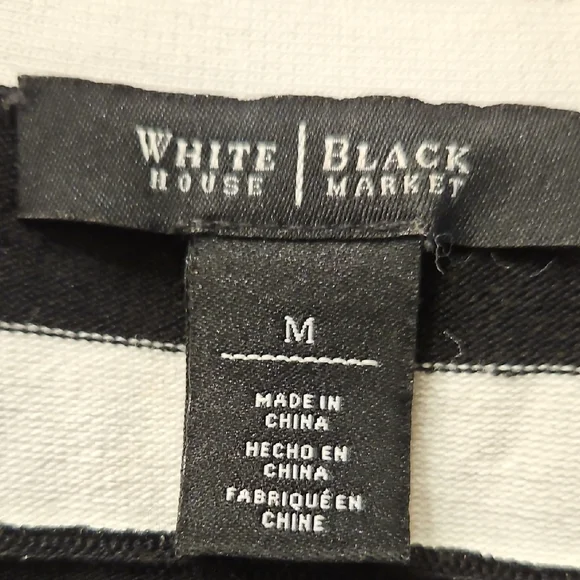 WHITE | BLACK
HOUSE | MARKET
M
MADE IN
CHINA
HECHO EN
CHINA
FABRIQUÉ EN
CHINE